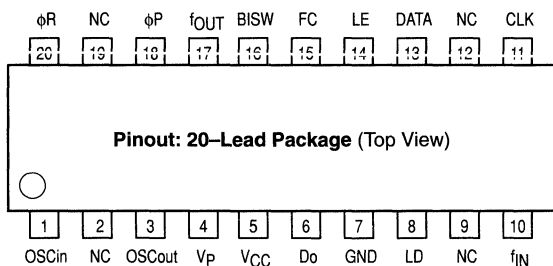 ϕR NC ϕP fOUT BISW FC LE DATA NC CLK
20 19 18 17 16 15 14 13 12 11
Pinout: 20–Lead Package (Top View)
1 2 3 4 5 6 7 8 9 10
OSCin NC OSCout VP VCC Do GND LD NC fIN